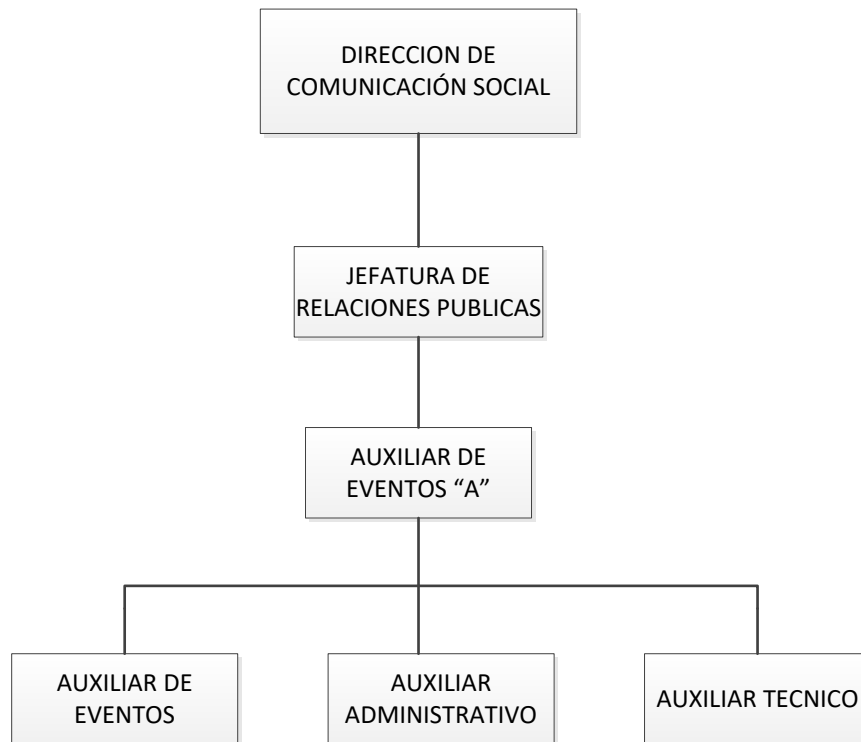 DIRECCION DE
COMUNICACIÓN SOCIAL
JEFATURA DE
RELACIONES PUBLICAS
AUXILIAR DE
EVENTOS “A”
AUXILIAR DE
EVENTOS
AUXILIAR
ADMINISTRATIVO
AUXILIAR TECNICO